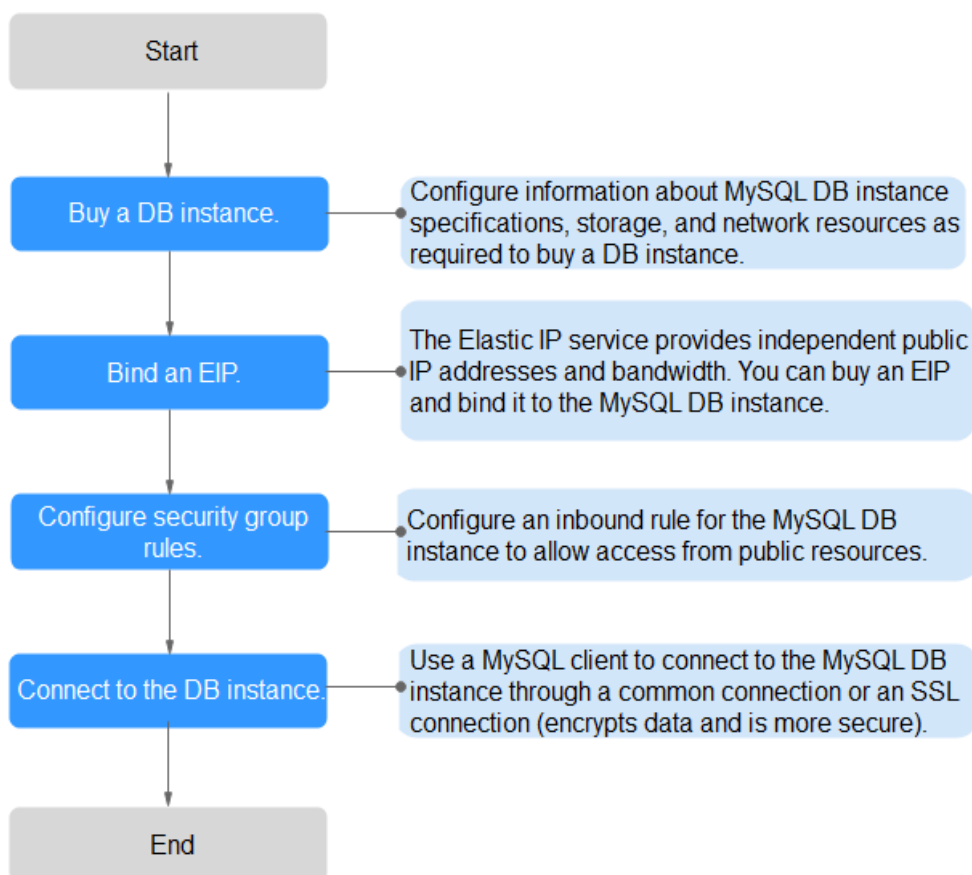 Start
Buy a DB instance.
Configure information about MySQL DB instance
specifications, storage, and network resources as
required to buy a DB instance.
Bind an EIP.
The Elastic IP service provides independent public
IP addresses and bandwidth. You can buy an EIP
and bind it to the MySQL DB instance.
Configure security group
rules.
Configure an inbound rule for the MySQL DB
instance to allow access from public resources.
Connect to the DB instance.
Use a MySQL client to connect to the MySQL DB
instance through a common connection or an SSL
connection (encrypts data and is more secure).
End